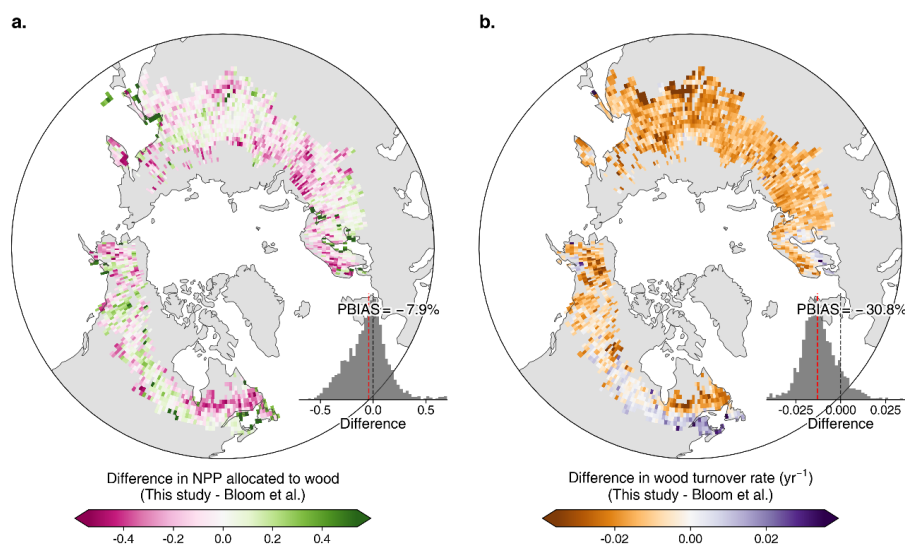 a.
PBIAS = −7.9%
-0.5 0.0 0.5
Difference
Difference in NPP allocated to wood
(This study - Bloom et al.)
-0.4 -0.2 0.0 0.2 0.4
b.
PBIAS = −30.8%
-0.025 0.000 0.025
Difference
Difference in wood turnover rate (yr⁻¹)
(This study - Bloom et al.)
-0.02 0.00 0.02